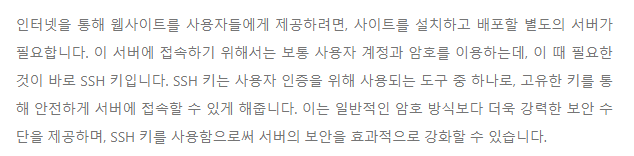 인터넷을 통해 웹사이트를 사용자들에게 제공하려면, 사이트를 설치하고 배포할 별도의 서버가
필요합니다. 이 서버에 접속하기 위해서는 보통 사용자 계정과 암호를 이용하는데, 이 때 필요한
것이 바로 SSH 키입니다. SSH 키는 사용자 인증을 위해 사용되는 도구 중 하나로, 고유한 키를 통
해 안전하게 서버에 접속할 수 있게 해줍니다. 이는 일반적인 암호 방식보다 더욱 강력한 보안 수
단을 제공하며, SSH 키를 사용함으로써 서버의 보안을 효과적으로 강화할 수 있습니다.